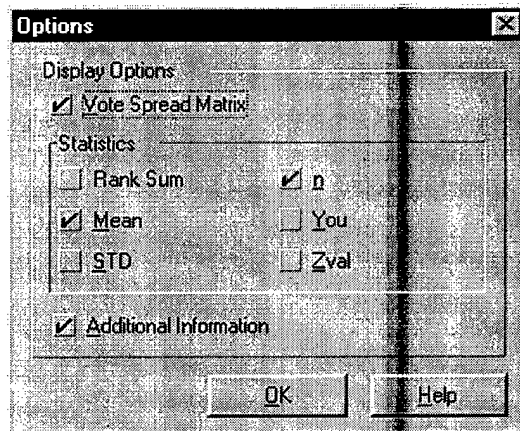 Options
Display Options
Vote Spread Matrix
Statistics
Rank Sum
n
Mean
You
STD
Zval
Additional Information
OK
Help